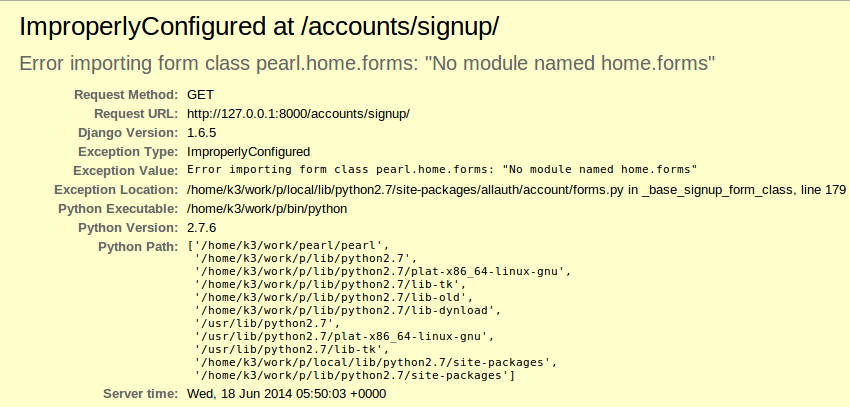 ImproperlyConfigured at /accounts/signup/
Error importing form class pearl.home.forms: "No module named home.forms"
Request Method: GET
Request URL: http://127.0.0.1:8000/accounts/signup/
Django Version: 1.6.5
Exception Type: ImproperlyConfigured
Exception Value: Error importing form class pearl.home.forms: "No module named home.forms"
Exception Location: /home/k3/work/p/local/lib/python2.7/site-packages/allauth/account/forms.py in _base_signup_form_class, line 179
Python Executable: /home/k3/work/p/bin/python
Python Version: 2.7.6
Python Path: ['/home/k3/work/pearl/pearl',
'/home/k3/work/p/lib/python2.7',
'/home/k3/work/p/lib/python2.7/plat-x86_64-linux-gnu',
'/home/k3/work/p/lib/python2.7/lib-tk',
'/home/k3/work/p/lib/python2.7/lib-old',
'/home/k3/work/p/lib/python2.7/lib-dynload',
'/usr/lib/python2.7',
'/usr/lib/python2.7/plat-x86_64-linux-gnu',
'/usr/lib/python2.7/lib-tk',
'/home/k3/work/p/local/lib/python2.7/site-packages',
'/home/k3/work/p/lib/python2.7/site-packages']
Server time: Wed, 18 Jun 2014 05:50:03 +0000